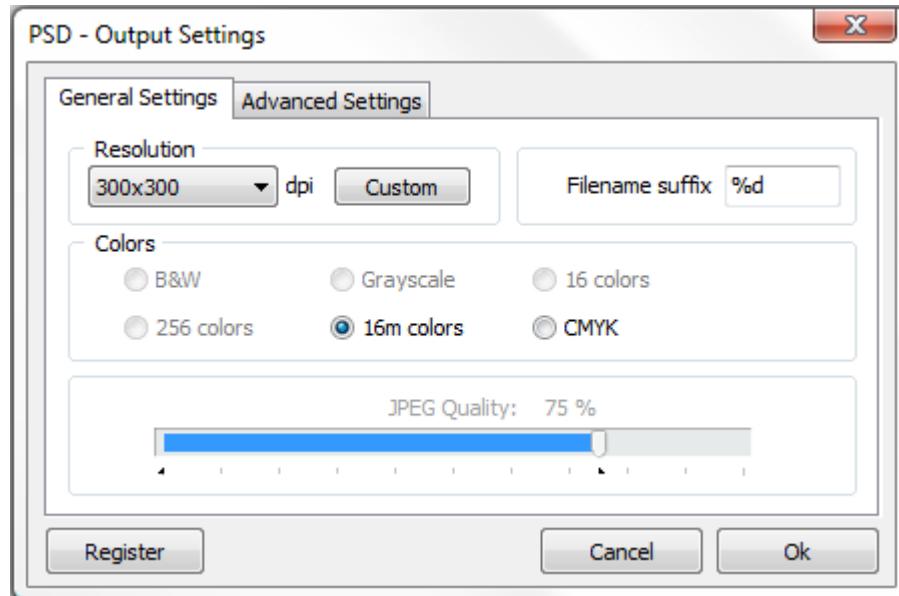 PSD - Output Settings
General Settings Advanced Settings
Resolution
300x300 dpi Custom
Filename suffix %d
Colors
B&W Grayscale 16 colors
256 colors 16m colors CMYK
JPEG Quality: 75 %
Register Cancel Ok